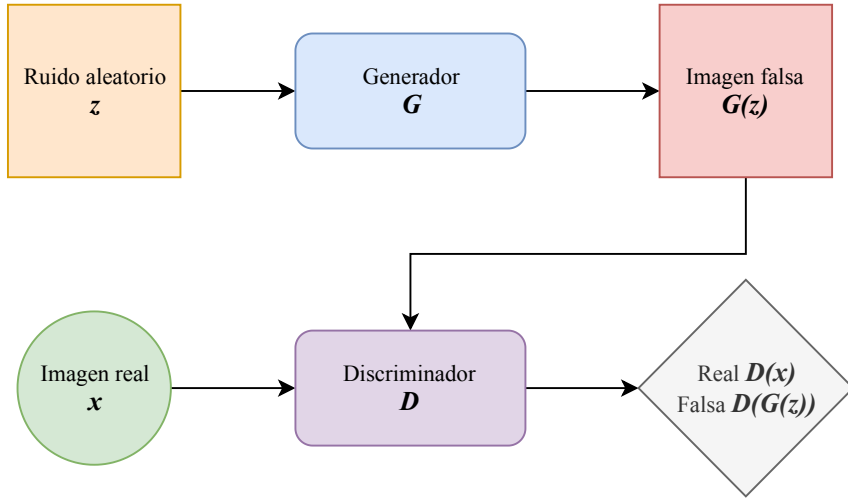 Ruido aleatorio
z
Generador
G
Imagen falsa
G(z)
Imagen real
x
Discriminador
D
Real D(x)
Falsa D(G(z))